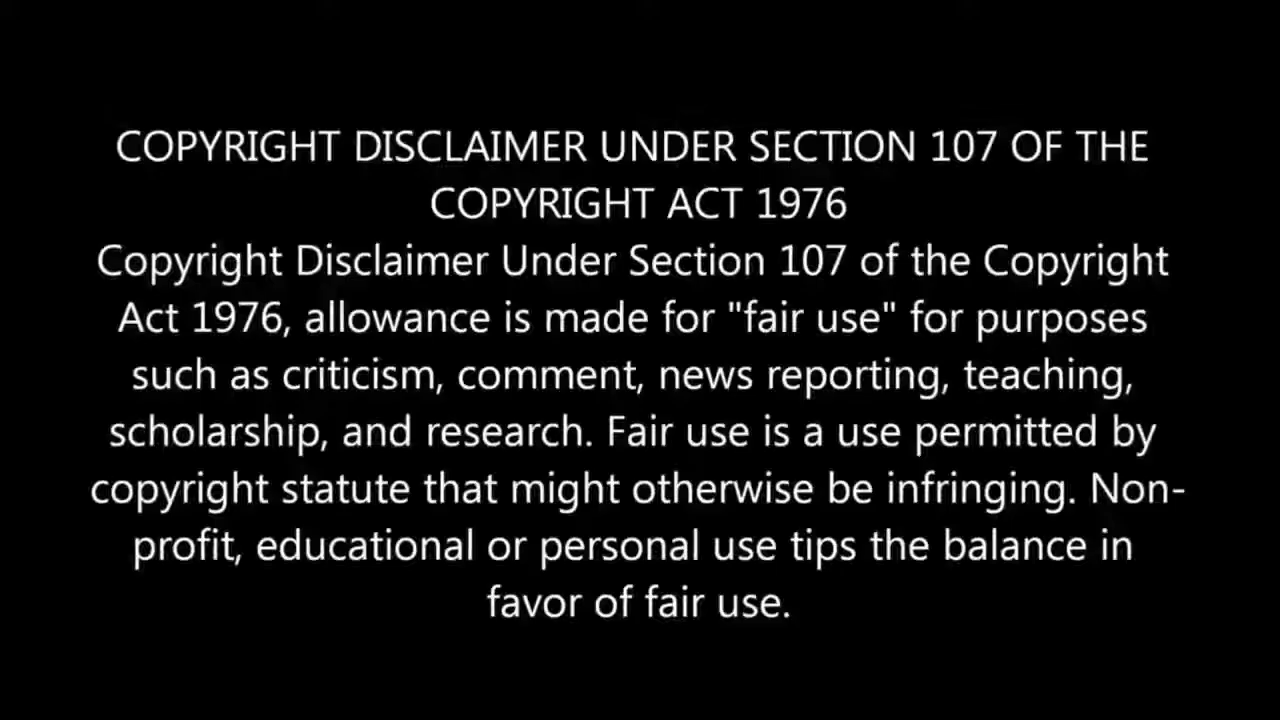 COPYRIGHT DISCLAIMER UNDER SECTION 107 OF THE
COPYRIGHT ACT 1976
Copyright Disclaimer Under Section 107 of the Copyright
Act 1976, allowance is made for "fair use" for purposes
such as criticism, comment, news reporting, teaching,
scholarship, and research. Fair use is a use permitted by
copyright statute that might otherwise be infringing. Non-
profit, educational or personal use tips the balance in
favor of fair use.